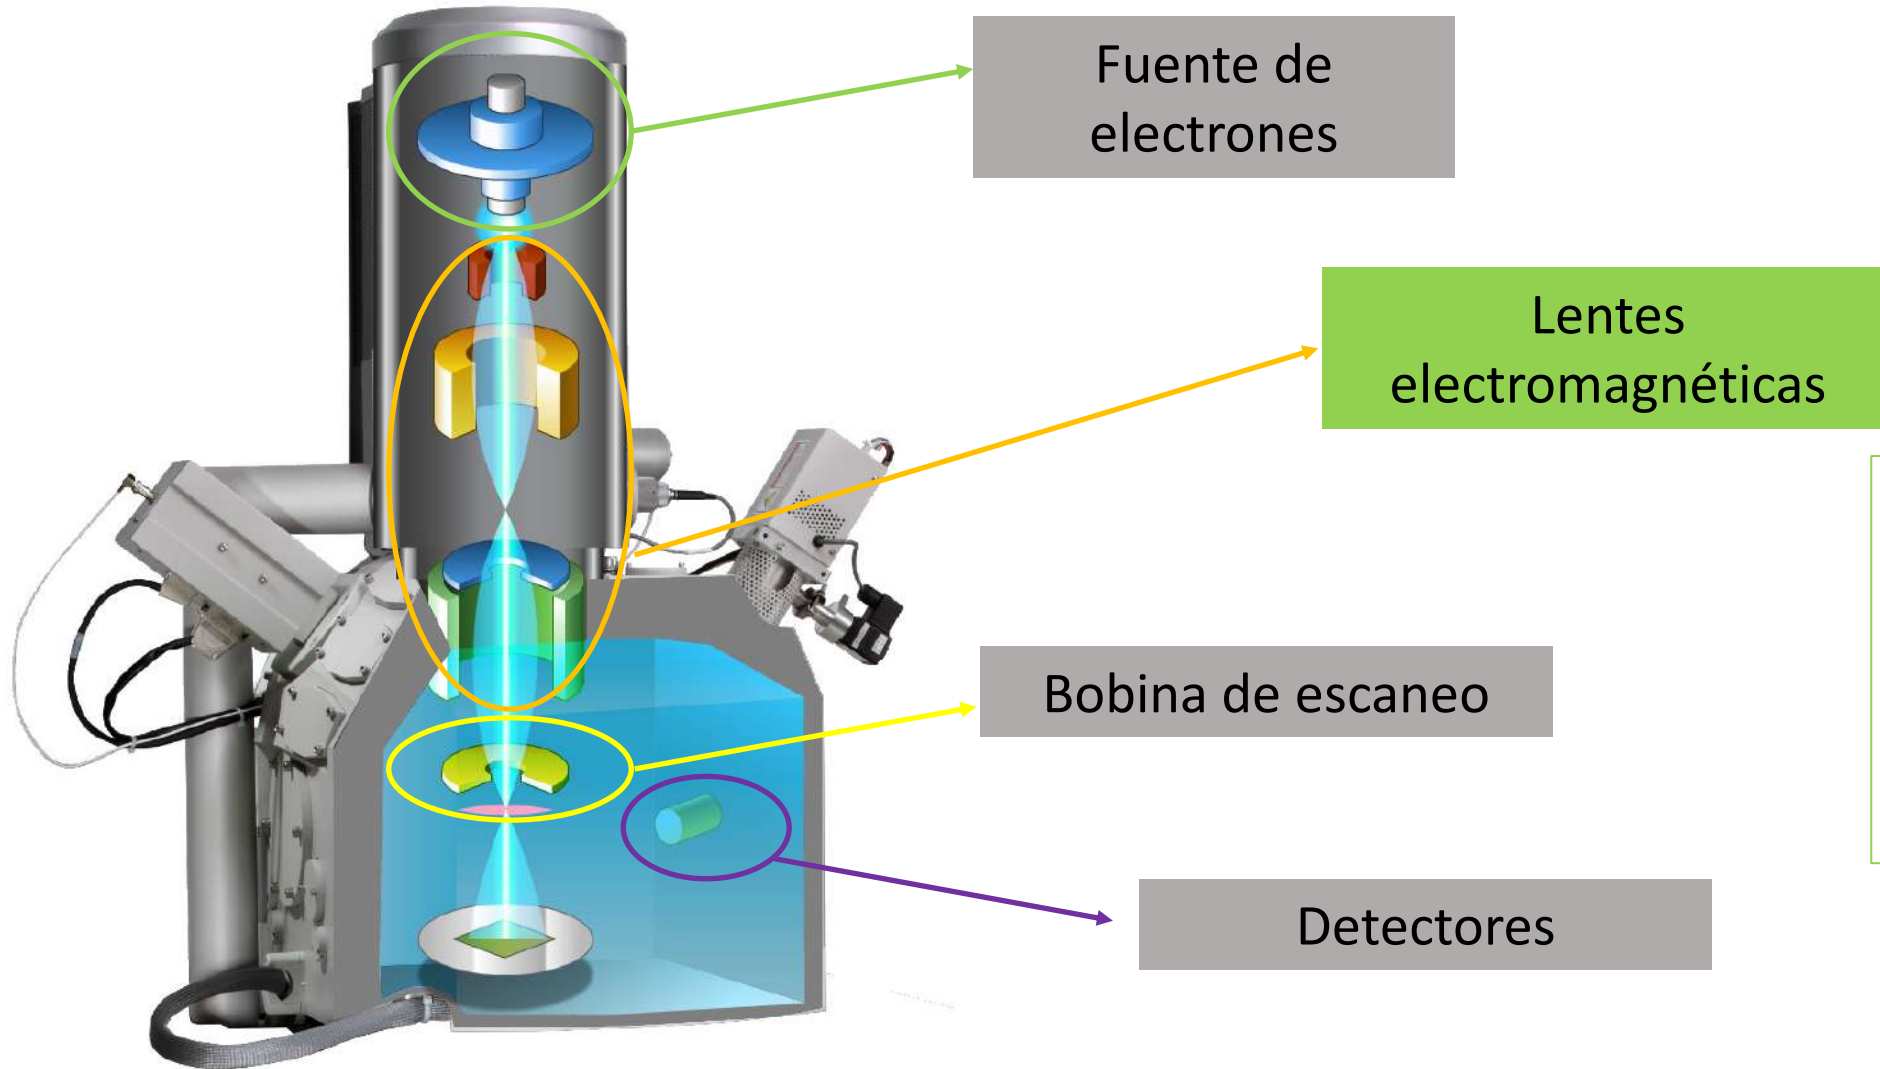 Fuente de
electrones
Lentes
electromagnéticas
Bobina de escaneo
Detectores